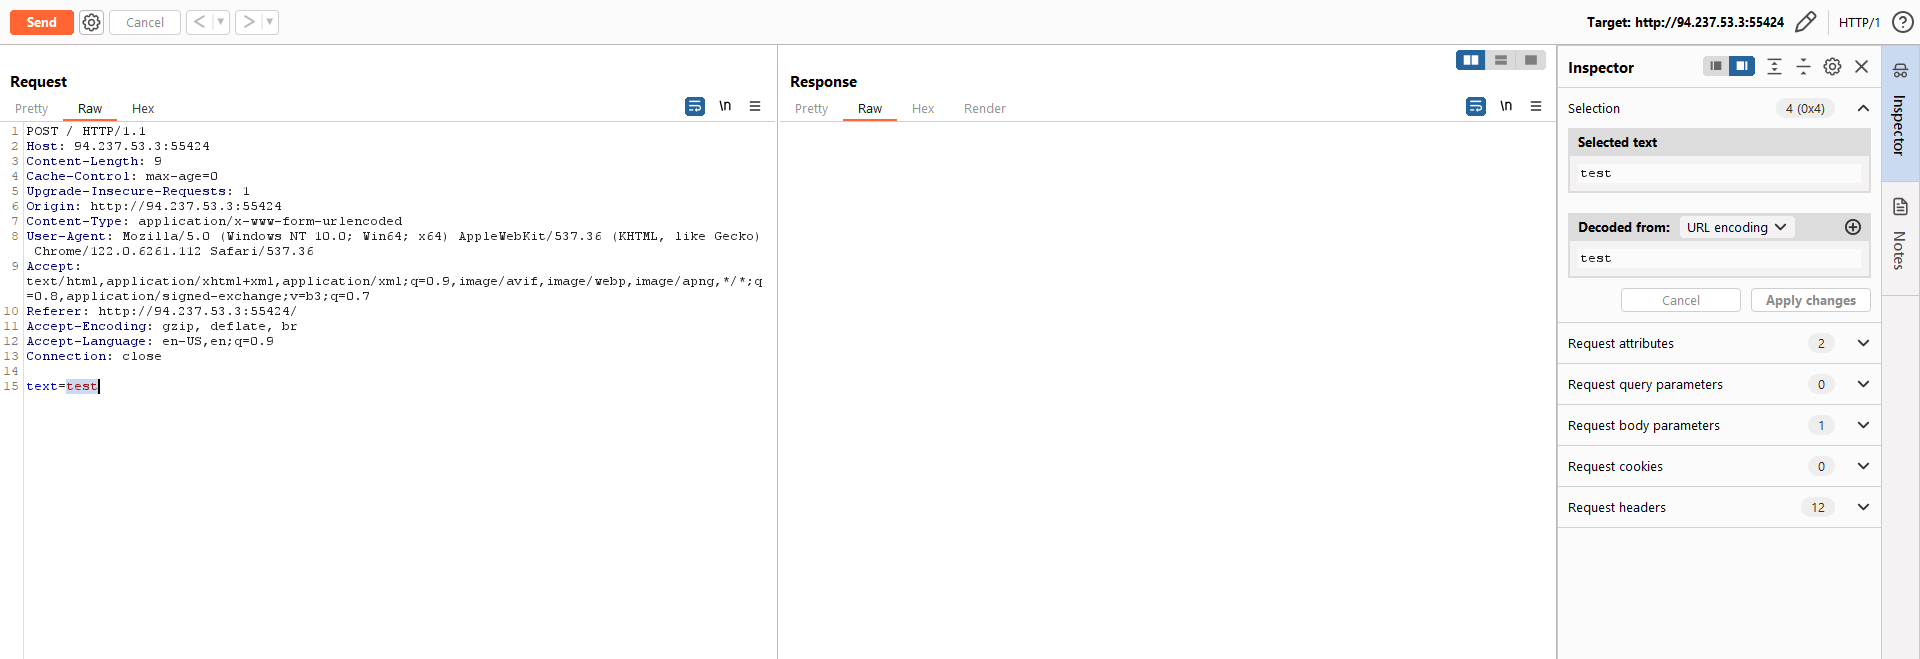 Send Cancel < > Target: http://94.237.53.3:55424 HTTP/1 ?
Request
Pretty Raw Hex \n
1 POST / HTTP/1.1
2 Host: 94.237.53.3:55424
3 Content-Length: 9
4 Cache-Control: max-age=0
5 Upgrade-Insecure-Requests: 1
6 Origin: http://94.237.53.3:55424
7 Content-Type: application/x-www-form-urlencoded
8 User-Agent: Mozilla/5.0 (Windows NT 10.0; Win64; x64) AppleWebKit/537.36 (KHTML, like Gecko)
Chrome/122.0.6261.112 Safari/537.36
9 Accept:
text/html,application/xhtml+xml,application/xml;q=0.9,image/avif,image/webp,image/apng,*/*;q
=0.8,application/signed-exchange;v=b3;q=0.7
10 Referer: http://94.237.53.3:55424/
11 Accept-Encoding: gzip, deflate, br
12 Accept-Language: en-US,en;q=0.9
13 Connection: close
14
15 text=test
Response
Pretty Raw Hex Render \n
Inspector
Selection 4 (0x4)
Selected text
test
Decoded from: URL encoding
test
Cancel Apply changes
Request attributes 2
Request query parameters 0
Request body parameters 1
Request cookies 0
Request headers 12
Inspector
Notes